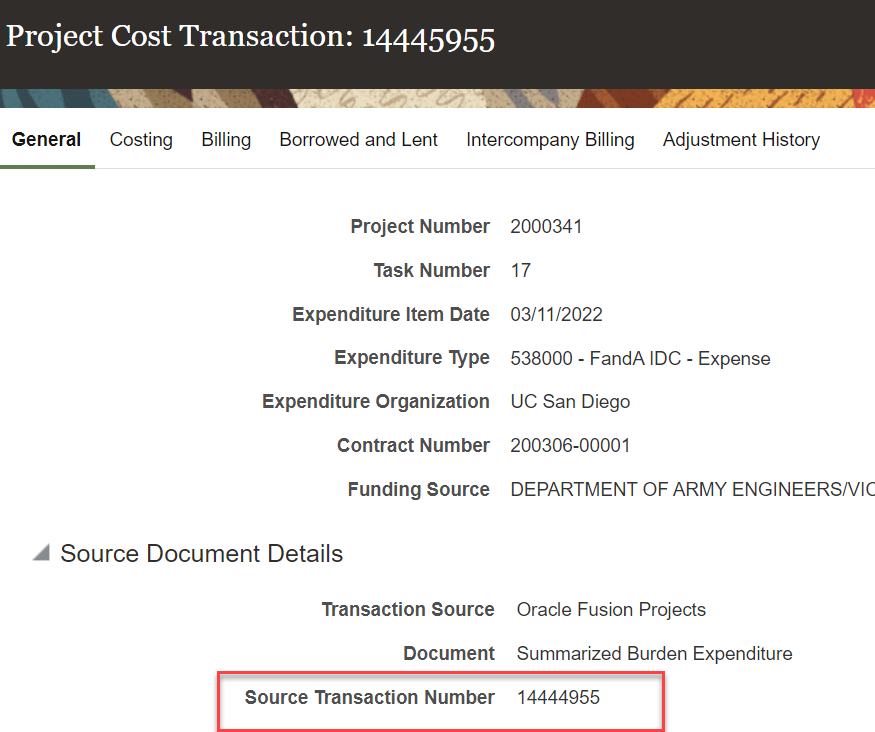 Project Cost Transaction: 14445955
General Costing Billing Borrowed and Lent Intercompany Billing Adjustment History
Project Number 2000341
Task Number 17
Expenditure Item Date 03/11/2022
Expenditure Type 538000 - FandA IDC - Expense
Expenditure Organization UC San Diego
Contract Number 200306-00001
Funding Source DEPARTMENT OF ARMY ENGINEERS/VIC
Source Document Details
Transaction Source Oracle Fusion Projects
Document Summarized Burden Expenditure
Source Transaction Number 14444955